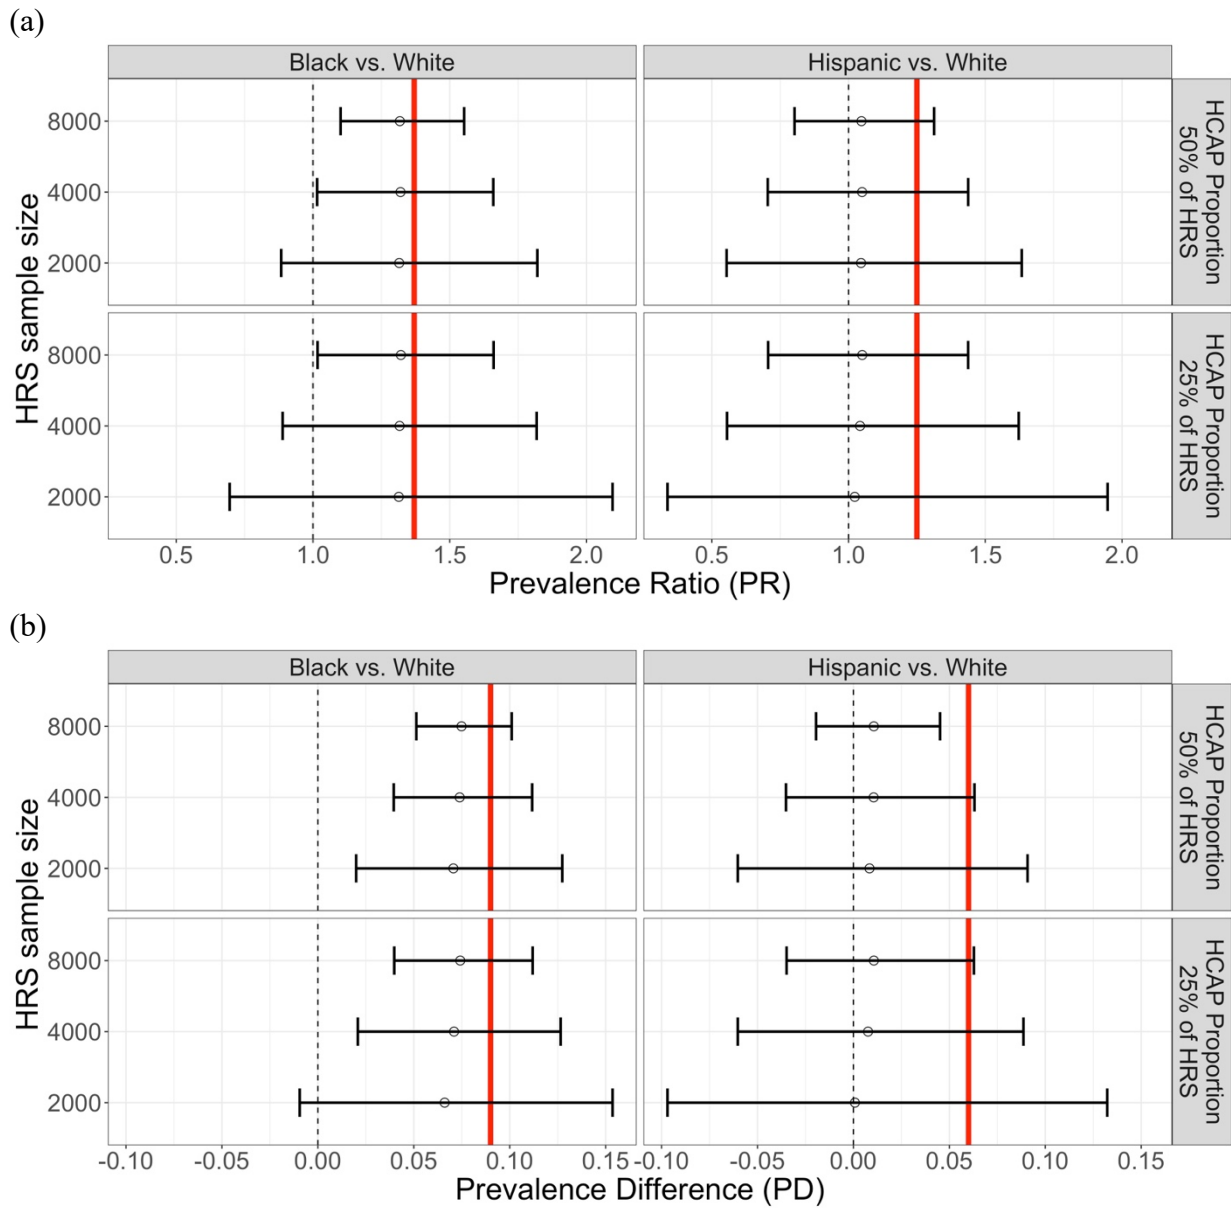 (a)
Black vs. White
Hispanic vs. White
HRS sample size
8000
4000
2000
HCAP Proportion
50% of HRS
8000
4000
2000
HCAP Proportion
25% of HRS
0.5 1.0 1.5 2.0 0.5 1.0 1.5 2.0
Prevalence Ratio (PR)
(b)
Black vs. White
Hispanic vs. White
HRS sample size
8000
4000
2000
HCAP Proportion
50% of HRS
8000
4000
2000
HCAP Proportion
25% of HRS
-0.10 -0.05 0.00 0.05 0.10 0.15 -0.10 -0.05 0.00 0.05 0.10 0.15
Prevalence Difference (PD)